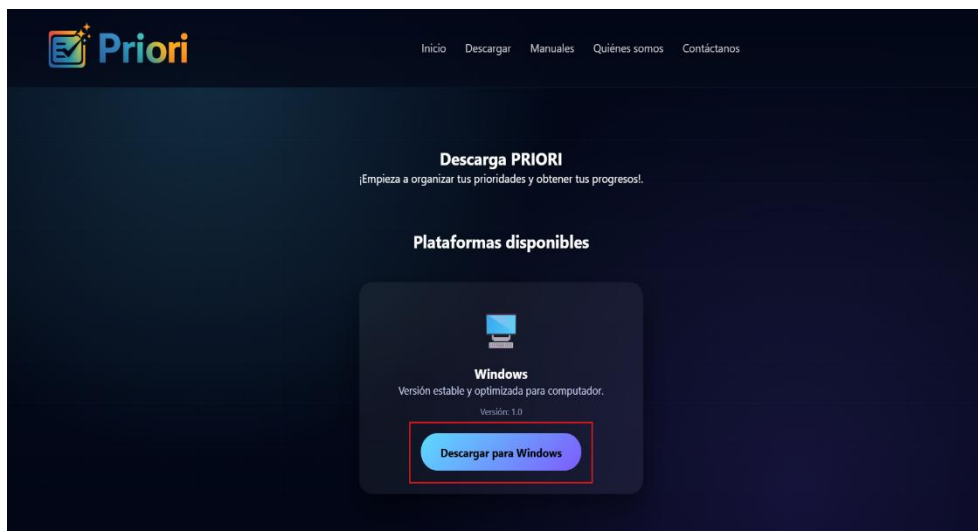 Priori
Inicio Descargar Manuales Quiénes somos Contáctanos
Descarga PRIORI
¡Empieza a organizar tus prioridades y obtener tus progresos!.
Plataformas disponibles
Windows
Versión estable y optimizada para computador.
Versión: 1.0
Descargar para Windows